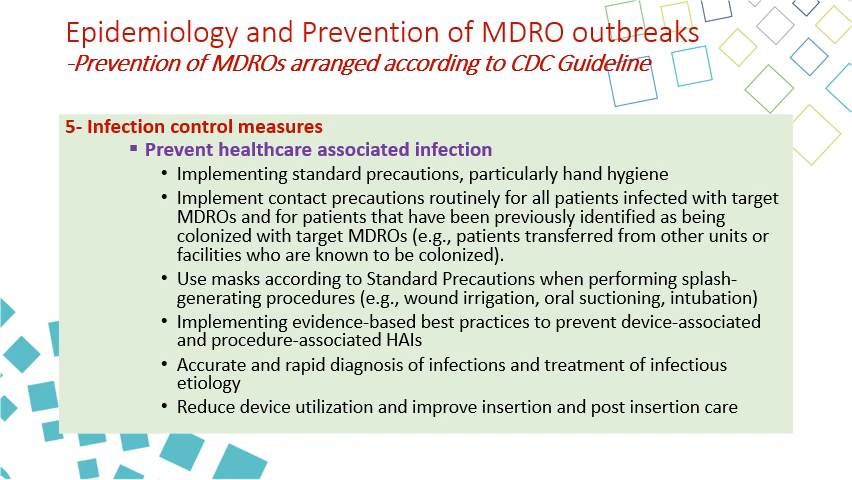 Epidemiology and Prevention of MDRO outbreaks
-Prevention of MDROs arranged according to CDC Guideline
5- Infection control measures
▪ Prevent healthcare associated infection
• Implementing standard precautions, particularly hand hygiene
• Implement contact precautions routinely for all patients infected with target
MDROs and for patients that have been previously identified as being
colonized with target MDROs (e.g., patients transferred from other units or
facilities who are known to be colonized).
• Use masks according to Standard Precautions when performing splash-
generating procedures (e.g., wound irrigation, oral suctioning, intubation)
• Implementing evidence-based best practices to prevent device-associated
and procedure-associated HAIs
• Accurate and rapid diagnosis of infections and treatment of infectious
etiology
• Reduce device utilization and improve insertion and post insertion care